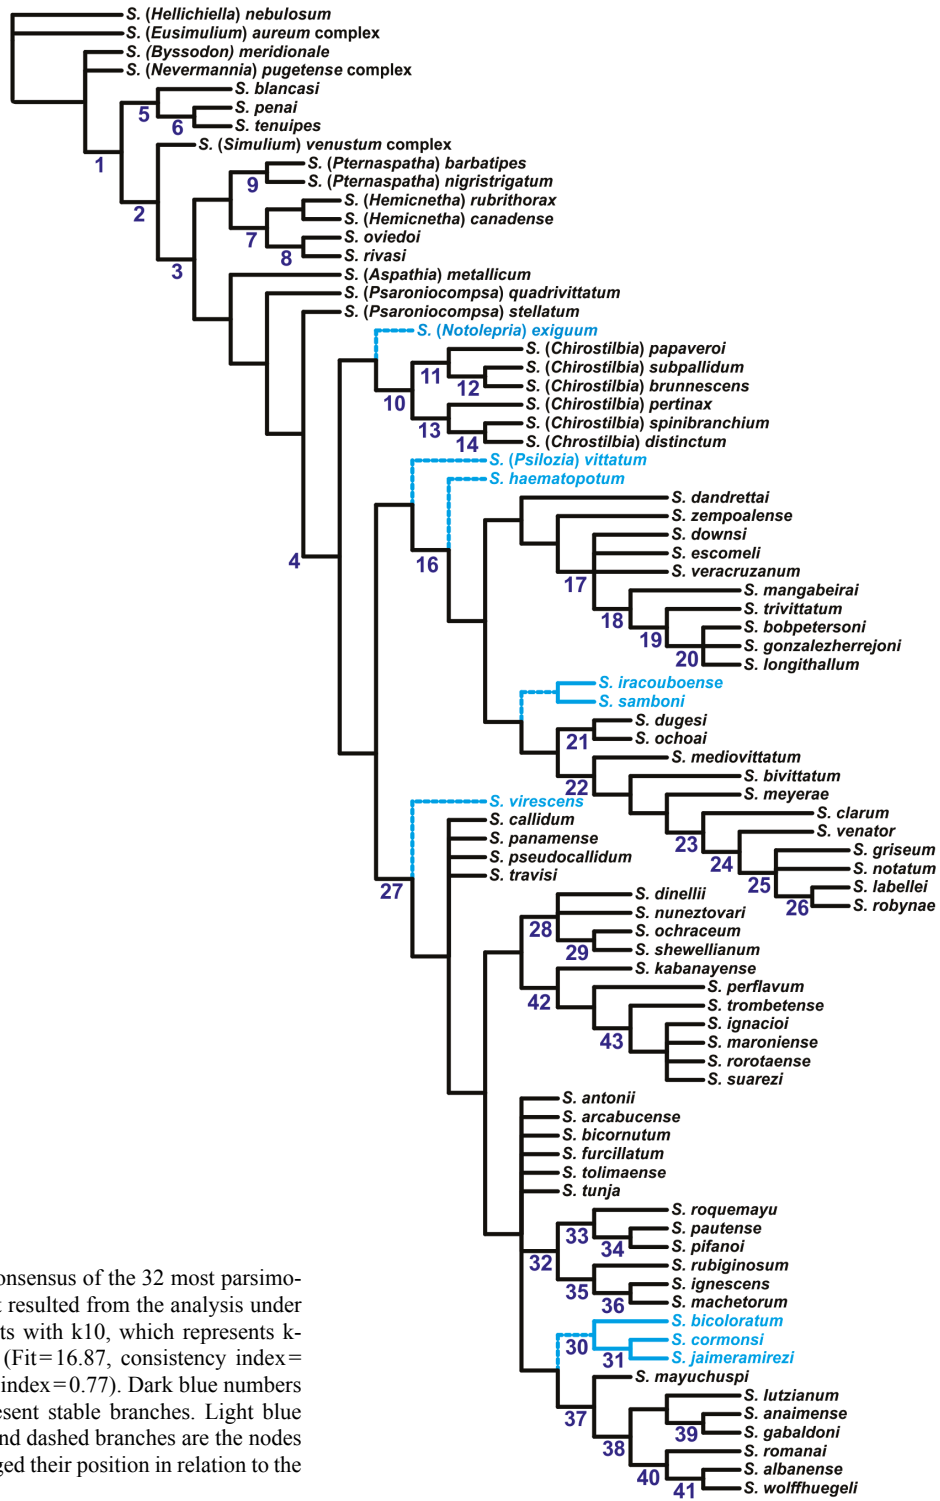 S. (Hellichiella) nebulosum
S. (Eusimulium) aureum complex
S. (Byssodon) meridionale
S. (Nevermannia) pugetense complex
S. blancasi
5
S. penai
6
S. tenuipes
S. (Simulium) venustum complex
1
S. (Pternaspatha) barbatipes
9
S. (Pternaspatha) nigristrigatum
S. (Hemicnetha) rubrithorax
2
S. (Hemicnetha) canadense
7
S. oviedoi
8
S. rivasi
3
S. (Aspathia) metallicum
S. (Psaroniocompsa) quadrivittatum
S. (Psaroniocompsa) stellatum
S. (Notolepria) exiguum
S. (Chirostilbia) papaveroi
11
S. (Chirostilbia) subpallidum
12
S. (Chirostilbia) brunnescens
10
S. (Chirostilbia) pertinax
S. (Chirostilbia) spinibranchium
13
S. (Chrostilbia) distinctum
14
S. (Psilozia) vittatum
S. haematopotum
S. dandrettai
S. zempoalense
S. downsi
4
16
S. escomeli
S. veracruzanum
17
S. mangabeirai
S. trivittatum
18
S. bobpetersoni
19
S. gonzalezherrejoni
20
S. longithallum
S. iracouboense
S. samboni
S. dugesi
21
S. ochoai
S. mediovittatum
S. bivittatum
22
S. meyerae
S. virescens
S. clarum
S. callidum
S. venator
23
S. panamense
S. griseum
24
S. pseudocallidum
S. notatum
S. travisi
25
S. labellei
27
26
S. robynae
S. dinellii
S. nuneztovari
28
S. ochraceum
29
S. shewellianum
S. kabanayense
S. perflavum
42
S. trombetense
S. ignacioi
43
S. maroniense
S. rorotaense
S. suarezi
S. antonii
S. arcabucense
S. bicornutum
S. furcillatum
S. tolimaense
S. tunja
S. roquemayu
33
S. pautense
34
S. pifanoi
32
S. rubiginosum
35
S. ignescens
36
S. machetorum
S. bicoloratum
30
S. cormonsi
31
S. jaimeramirezi
S. mayuchuspi
S. lutzianum
37
S. anaimense
39
S. gabaldoni
38
S. romanai
40
S. albanense
41
S. wolffhuegeli
onsensus of the 32 most parsimo-
t resulted from the analysis under
ts with k10, which represents k-
(Fit=16.87, consistency index=
index=0.77). Dark blue numbers
esent stable branches. Light blue
nd dashed branches are the nodes
ged their position in relation to the